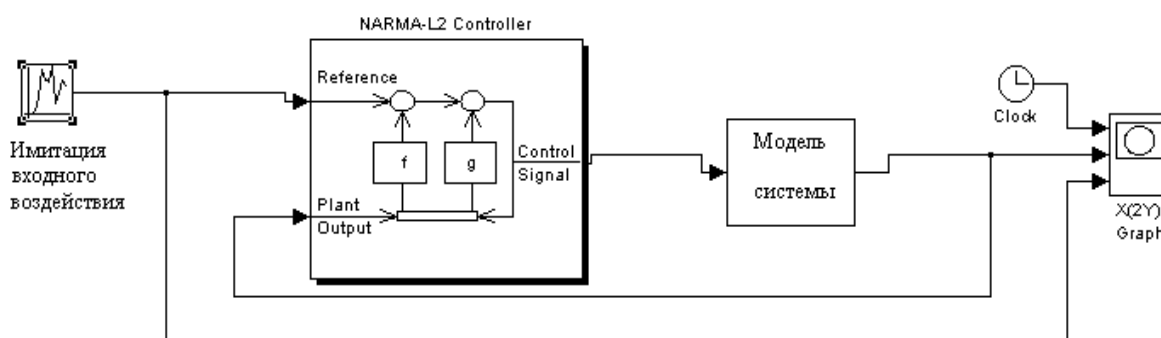 NARMA-L2 Controller
Reference
Имитация
входного
воздействия
f
g
Control
Signal
Plant
Output
Модель
системы
Clock
X(2Y)
Graph